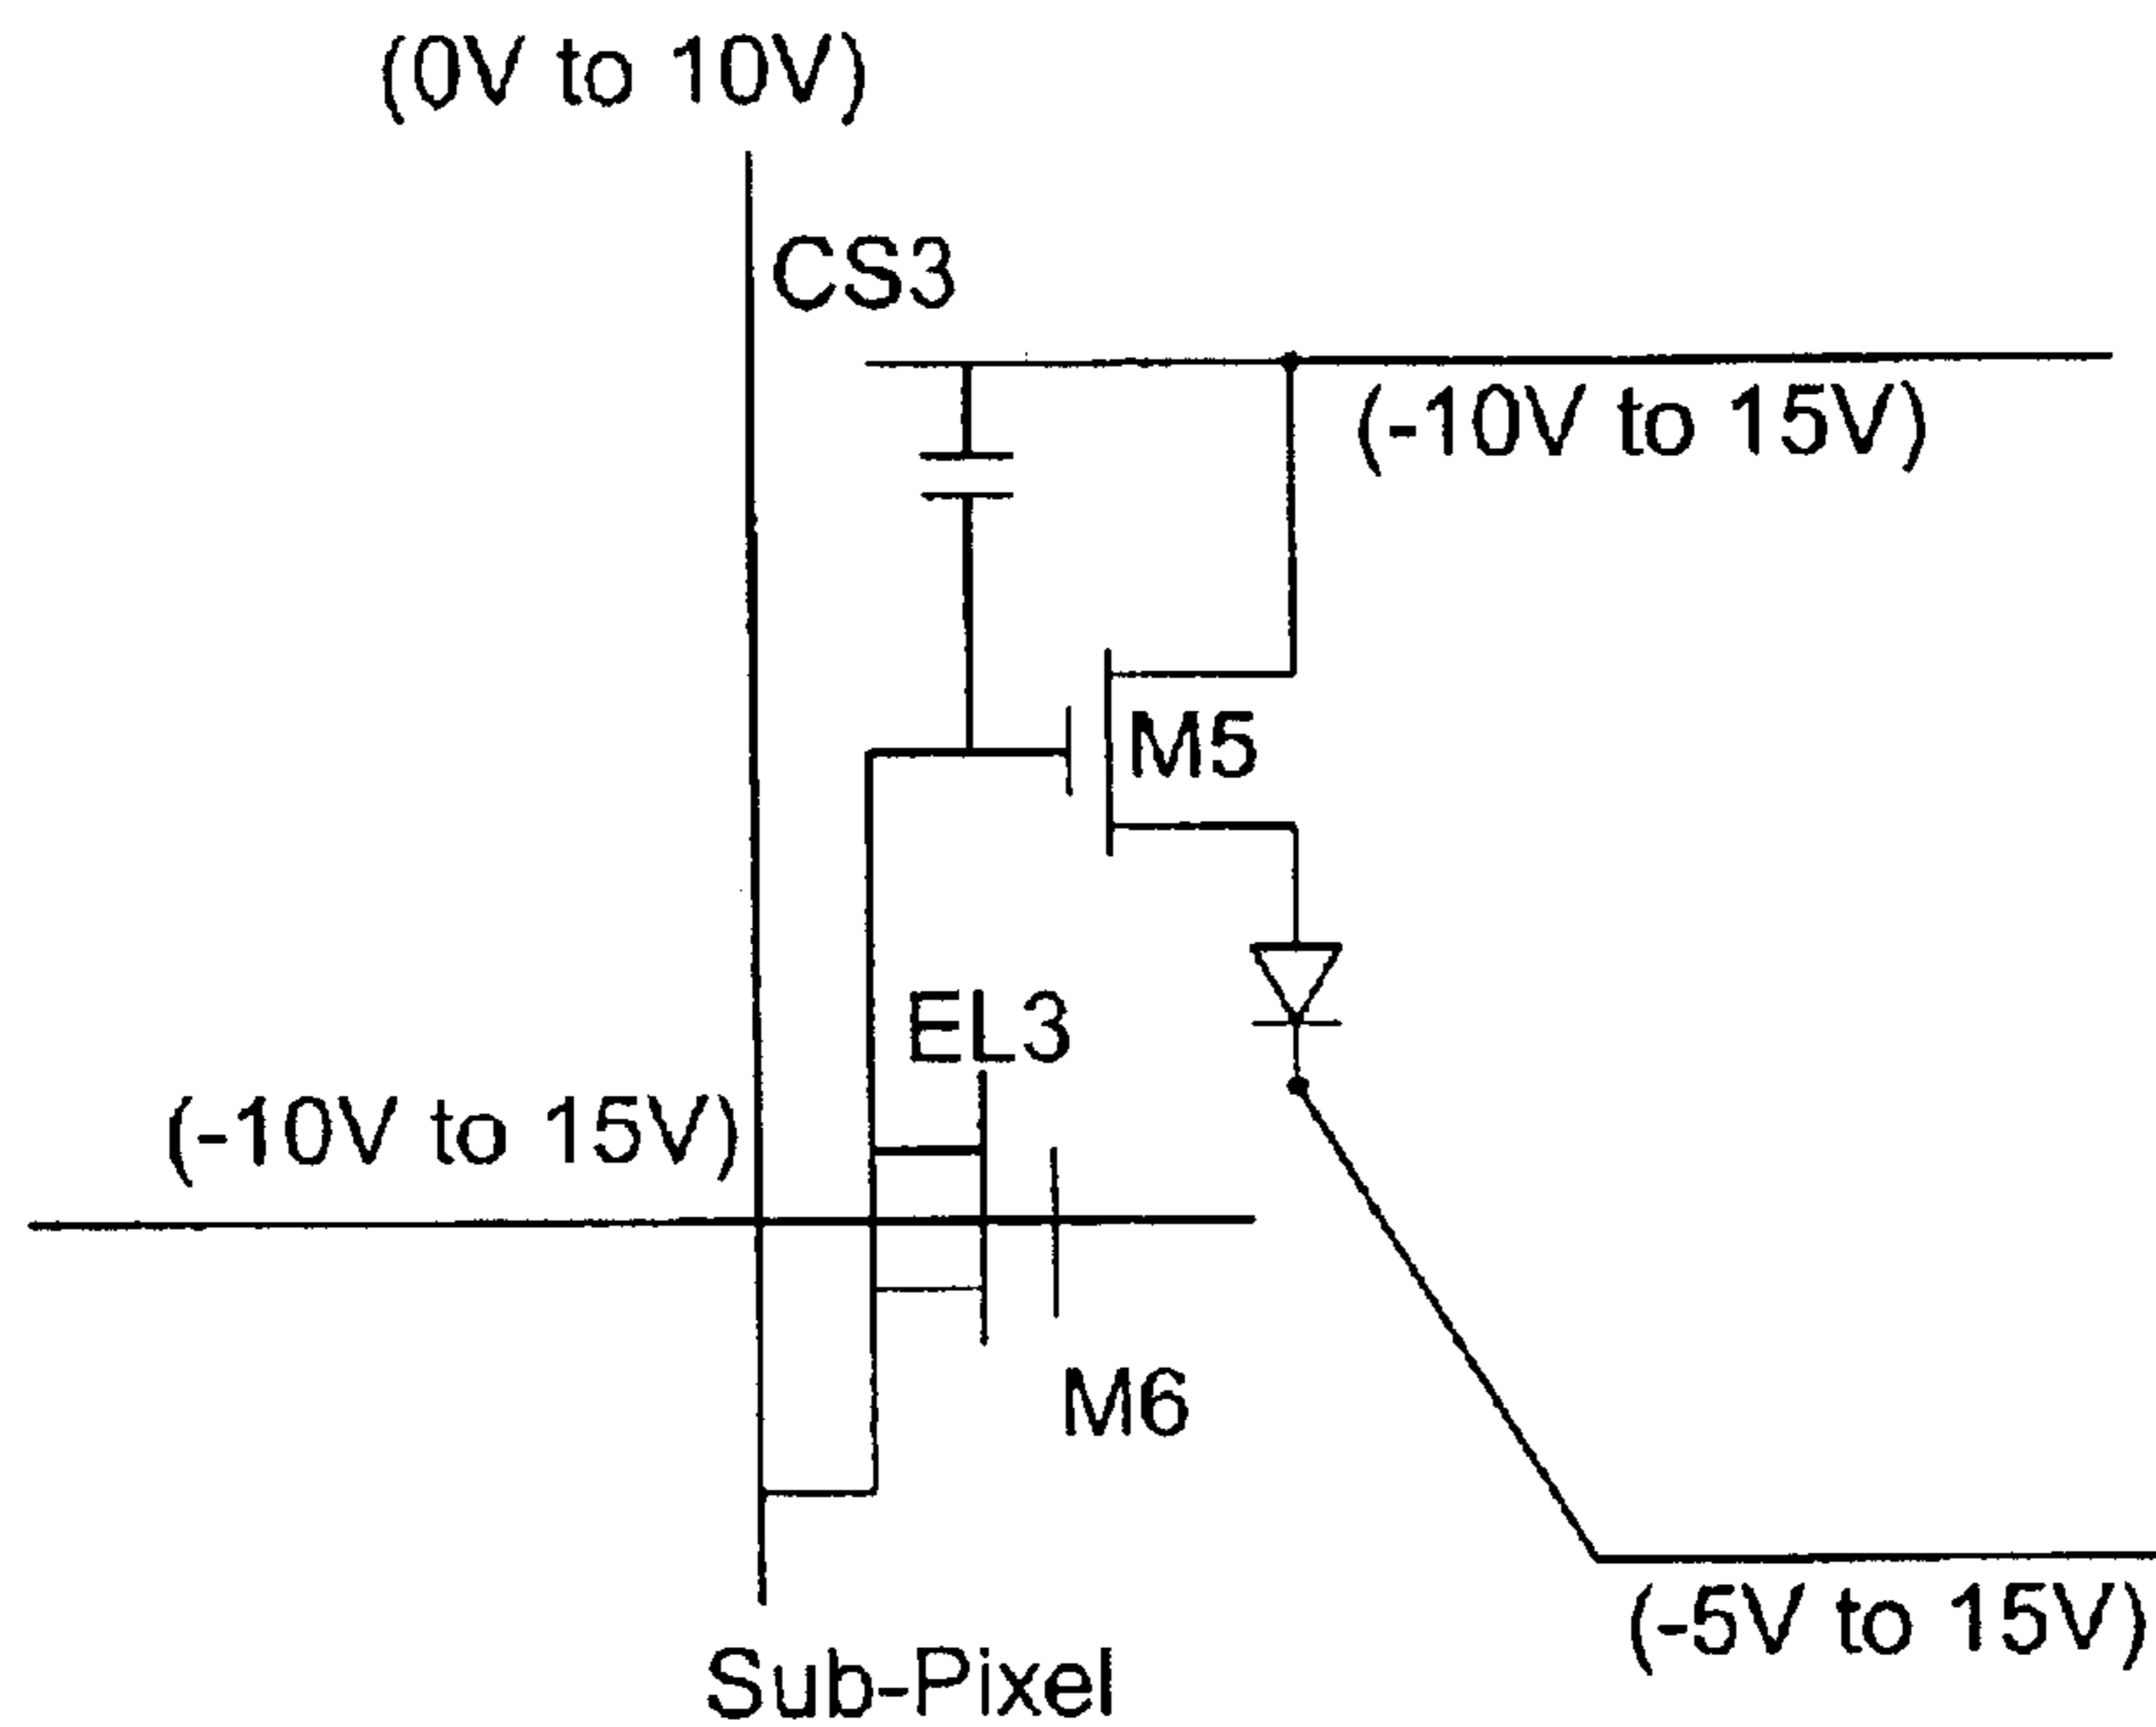 (0V to 10V)
CS3
(-10V to 15V)
M5
EL3
(-10V to 15V)
M6
(-5V to 15V)
Sub-Pixel